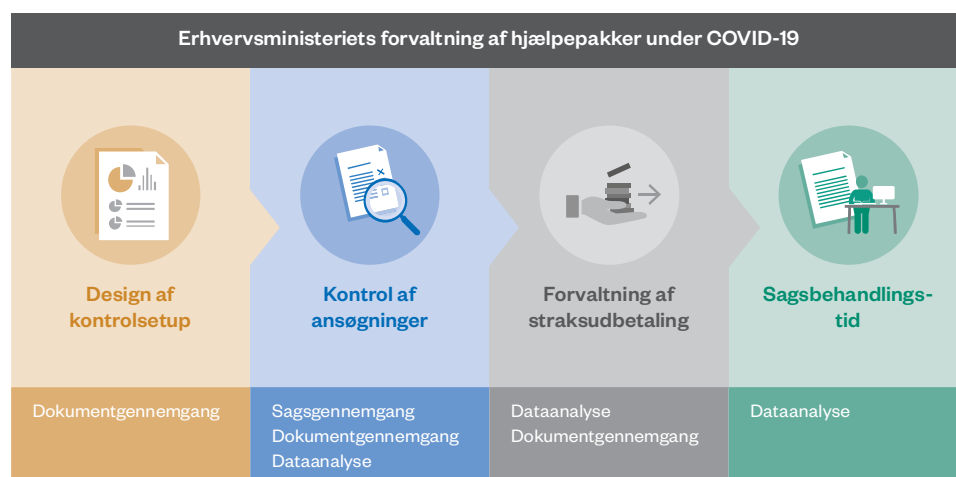 Erhvervsministeriets forvaltning af hjælpepakker under COVID-19
Design af
kontrolsetup
Kontrol af
ansøgninger
Forvaltning af
straksudbetaling
Sagsbehandlings-
tid
Dokumentgennemgang
Sagsgennemgang
Dokumentgennemgang
Dataanalyse
Dataanalyse
Dokumentgennemgang
Dataanalyse